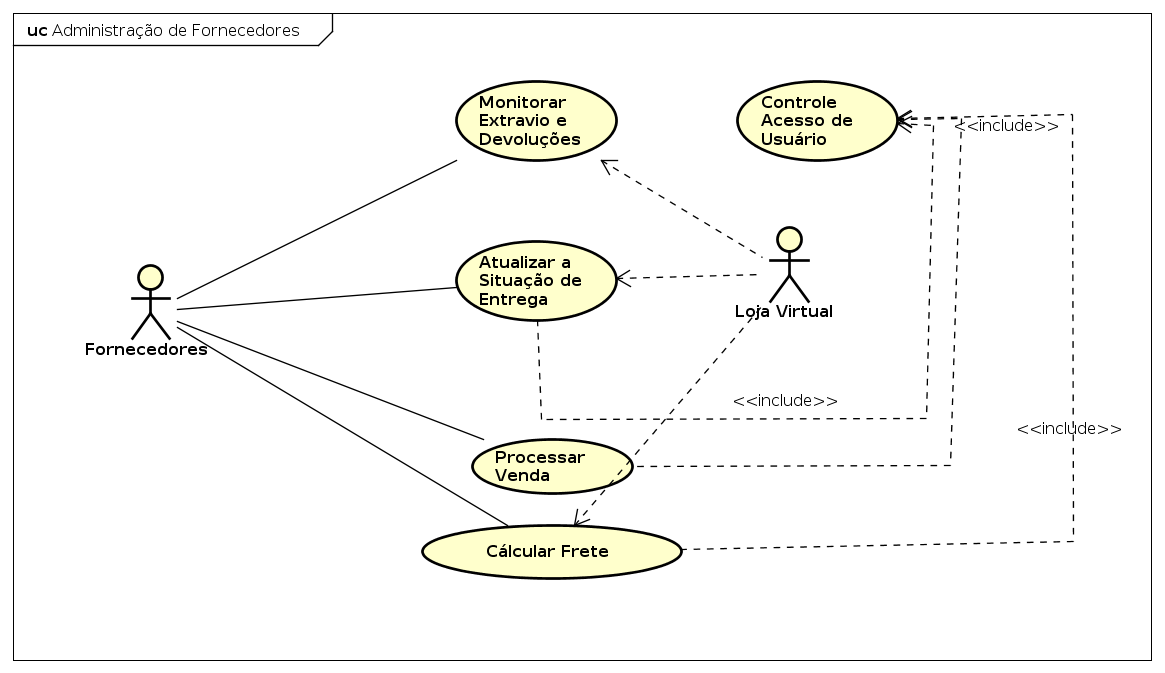 uc Administração de Fornecedores
Monitorar
Extravio e
Devoluções
Controle
Acesso de
Usuário
<<include>>
Atualizar a
Situação de
Entrega
Loja Virtual
Fornecedores
<<include>>
<<include>>
Processar
Venda
Cálcular Frete